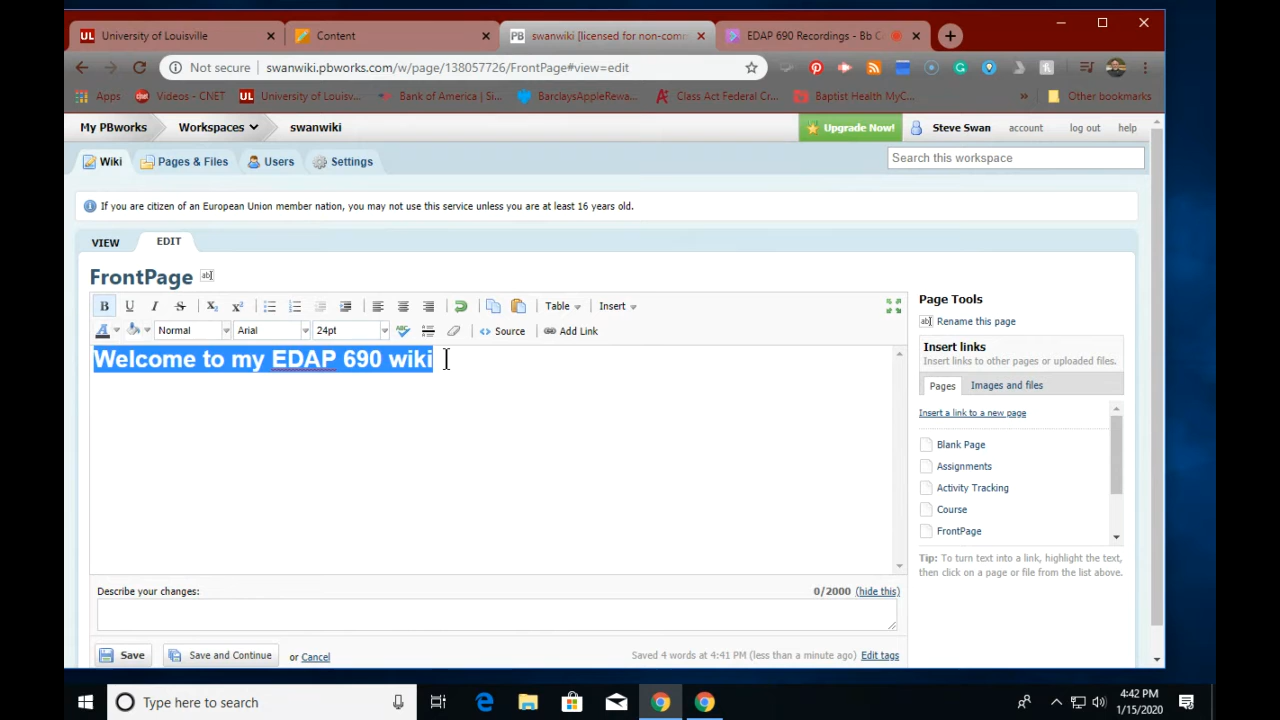 UL University of Louisville
Content
PB swanwiki [licensed for non-comm
EDAP 690 Recordings - Bb C
Not secure swanwiki.pbworks.com/w/page/138057726/FrontPage#view=edit
Apps Videos - CNET UL University of Louisv... Bank of America | Si... BarclaysAppleRewa... Class Act Federal Cr... Baptist Health MyC... » Other bookmarks
My PBworks Workspaces swanwiki Upgrade Now! Steve Swan account log out help
Wiki Pages & Files Users Settings Search this workspace
If you are citizen of an European Union member nation, you may not use this service unless you are at least 16 years old.
VIEW EDIT
FrontPage
B U I S X₂ X² Table Insert
A Normal Arial 24pt ABC Source Add Link
Welcome to my EDAP 690 wiki
Page Tools
Rename this page
Insert links
Insert links to other pages or uploaded files.
Pages Images and files
Insert a link to a new page
Blank Page
Assignments
Activity Tracking
Course
FrontPage
Tip: To turn text into a link, highlight the text,
then click on a page or file from the list above.
Describe your changes: 0/2000 (hide this)
Save Save and Continue or Cancel Saved 4 words at 4:41 PM (less than a minute ago) Edit tags
Type here to search
4:42 PM
1/15/2020